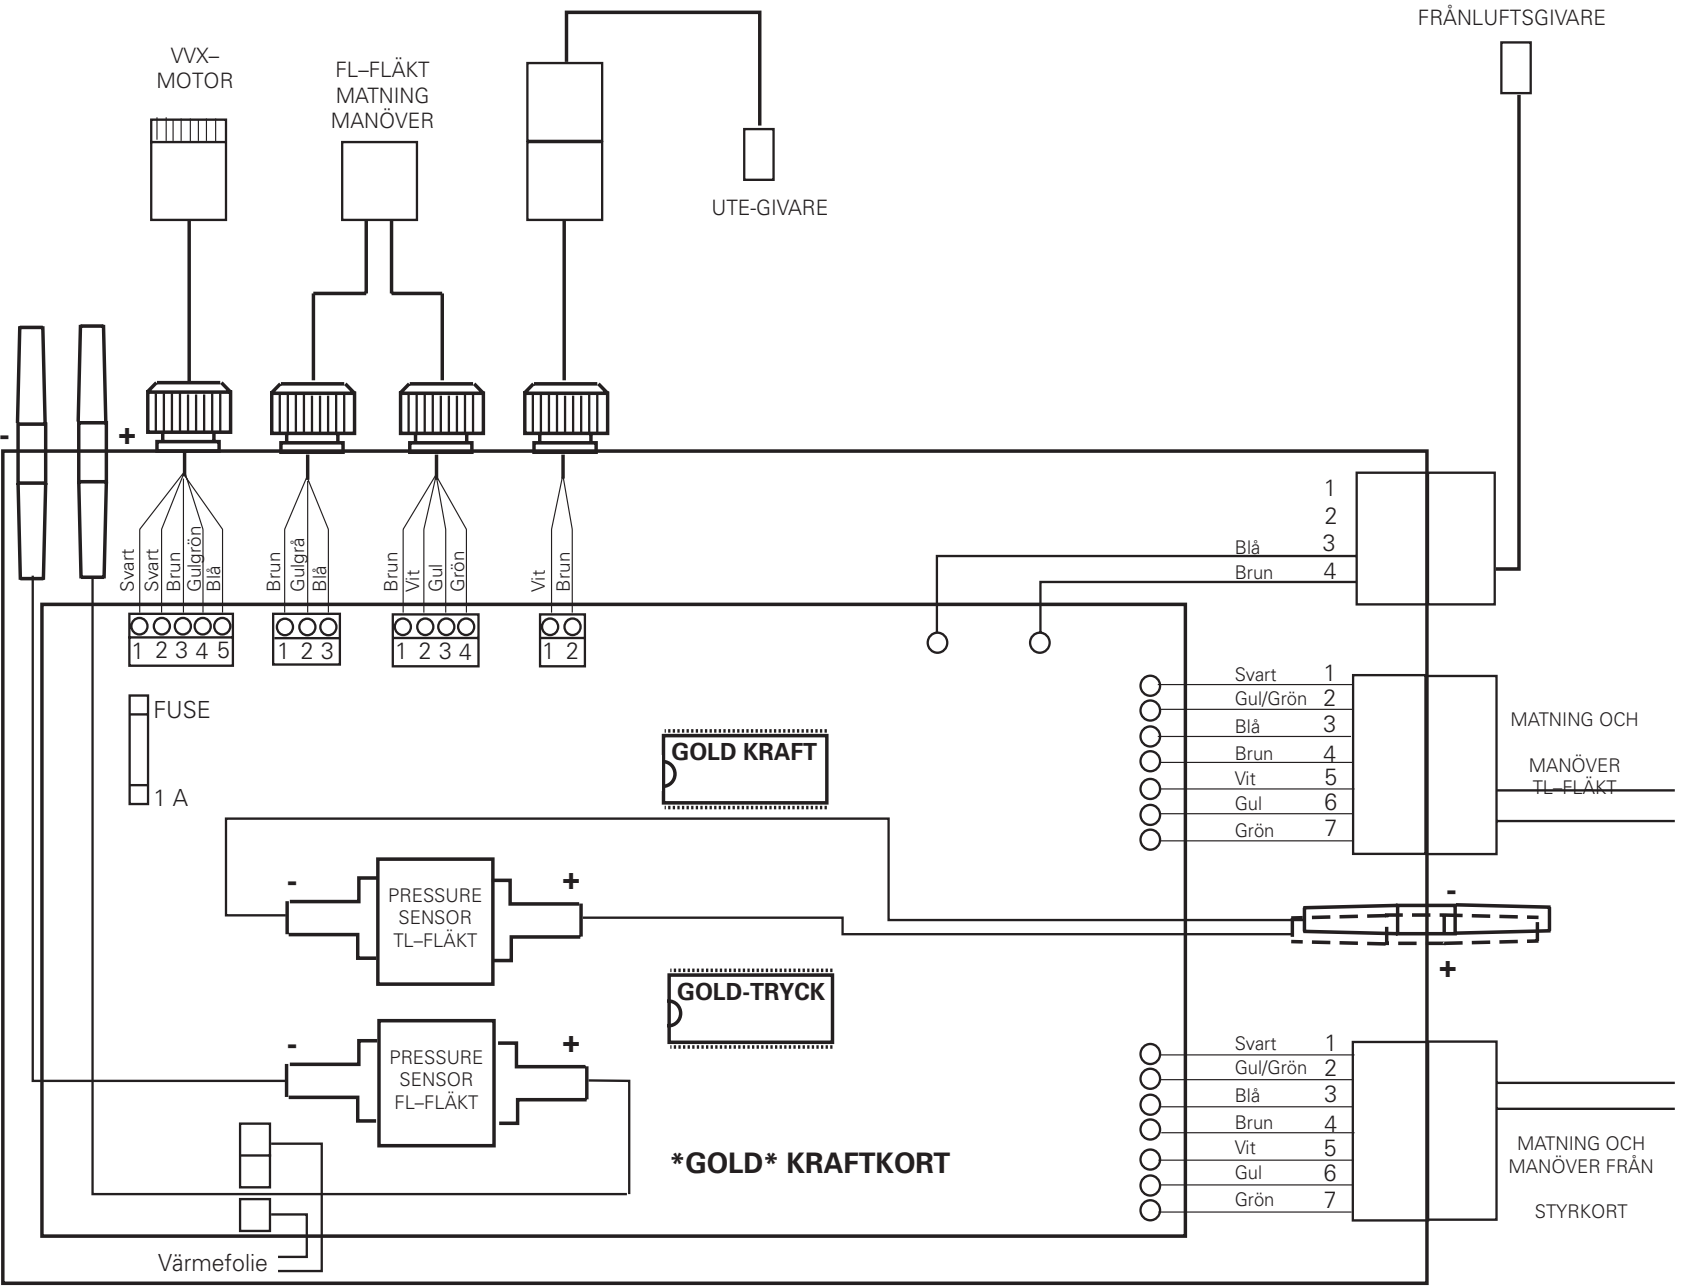 FRÅNLUFTSGIVARE
VVX–
MOTOR
FL–FLÄKT
MATNING
MANÖVER
UTE-GIVARE
-
+
Svart
Svart
Brun
Gulgrön
Blå
Brun
Gulgrå
Blå
Brun
Vit
Gul
Grön
Vit
Brun
1
2
Blå 3
Brun 4
1 2 3 4 5
1 2 3
1 2 3 4
1 2
FUSE
1 A
GOLD KRAFT
Svart 1
Gul/Grön 2
Blå 3
Brun 4
Vit 5
Gul 6
Grön 7
MATNING OCH
MANÖVER
TL–FLÄKT
-
+
PRESSURE
SENSOR
TL–FLÄKT
-
+
GOLD-TRYCK
-
+
PRESSURE
SENSOR
FL–FLÄKT
*GOLD* KRAFTKORT
Svart 1
Gul/Grön 2
Blå 3
Brun 4
Vit 5
Gul 6
Grön 7
MATNING OCH
MANÖVER FRÅN
STYRKORT
Värmefolie